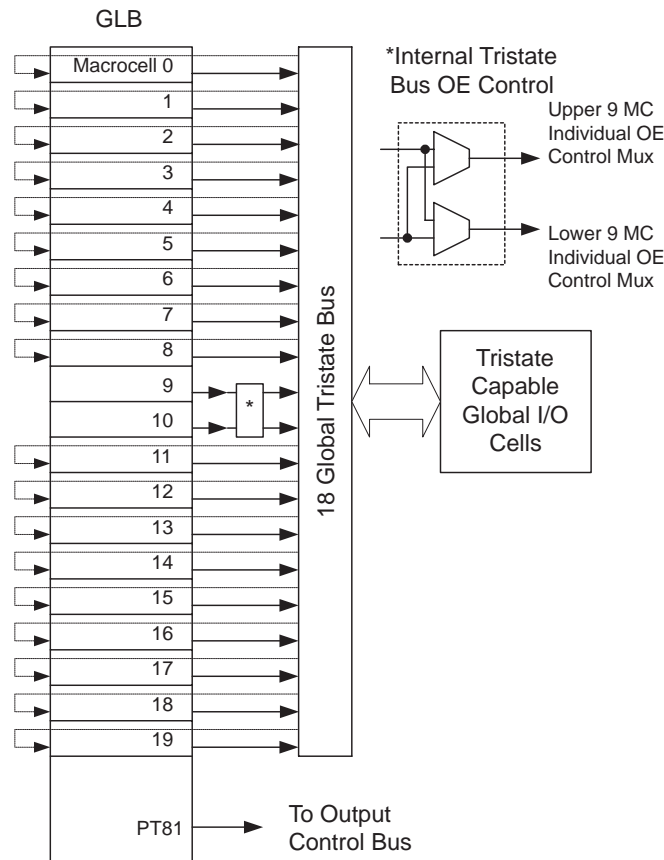 GLB
Macrocell 0
1
2
3
4
5
6
7
8
9
10
11
12
13
14
15
16
17
18
19
PT81
*
18 Global Tristate Bus
*Internal Tristate
Bus OE Control
Upper 9 MC
Individual OE
Control Mux
Lower 9 MC
Individual OE
Control Mux
Tristate
Capable
Global I/O
Cells
To Output
Control Bus